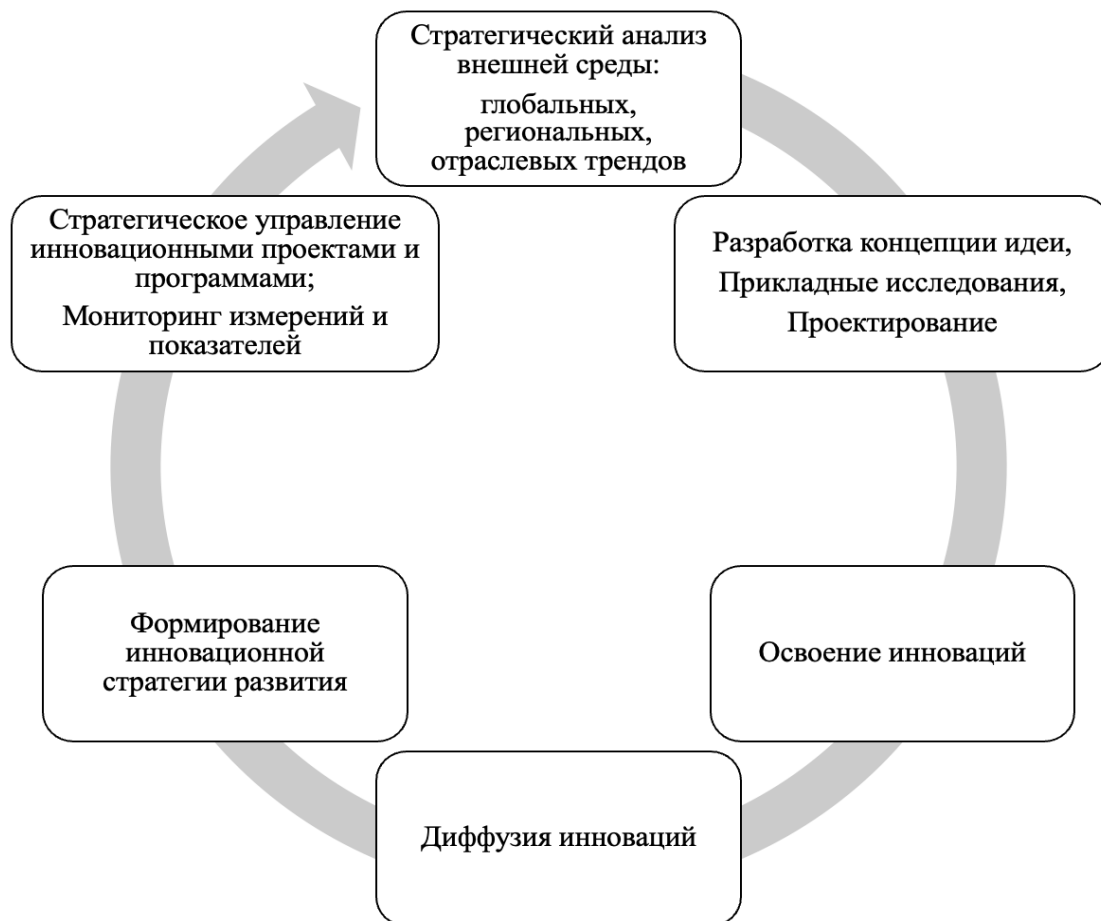 Стратегический анализ
внешней среды:
глобальных,
региональных,
отраслевых трендов
Разработка концепции идеи,
Прикладные исследования,
Проектирование
Освоение инноваций
Диффузия инноваций
Формирование
инновационной
стратегии развития
Стратегическое управление
инновационными проектами и
программами;
Мониторинг измерений и
показателей